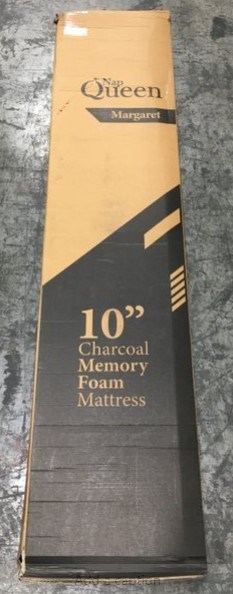 Nap
Queen
Margaret
10”
Charcoal
Memory
Foam
Mattress